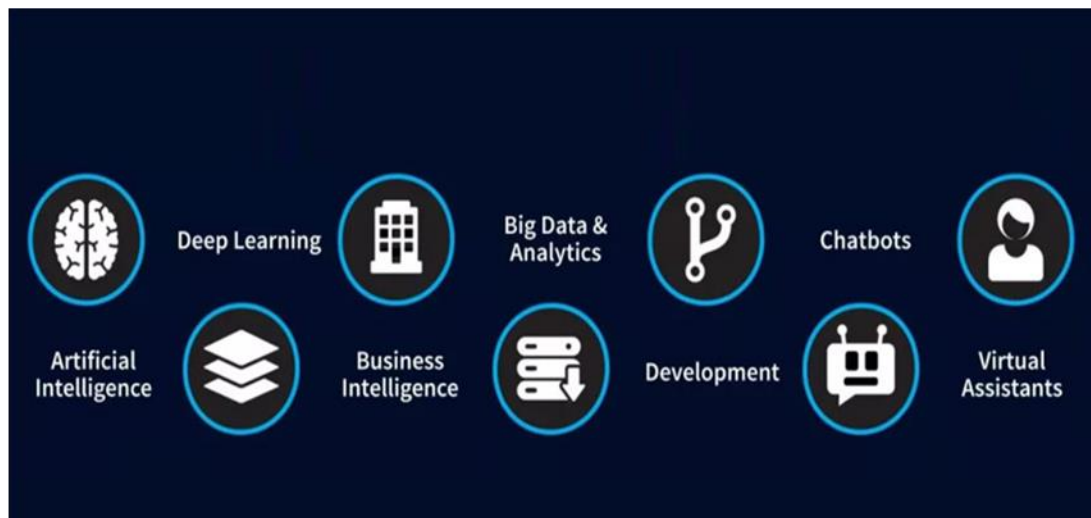 Deep Learning
Big Data &
Analytics
Chatbots
Artificial
Intelligence
Business
Intelligence
Development
Virtual
Assistants